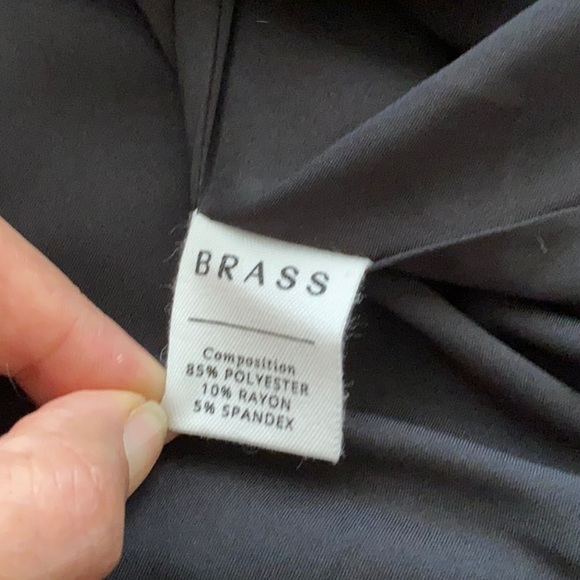 BRASS
Composition
85% POLYESTER
10% RAYON
5% SPANDEX